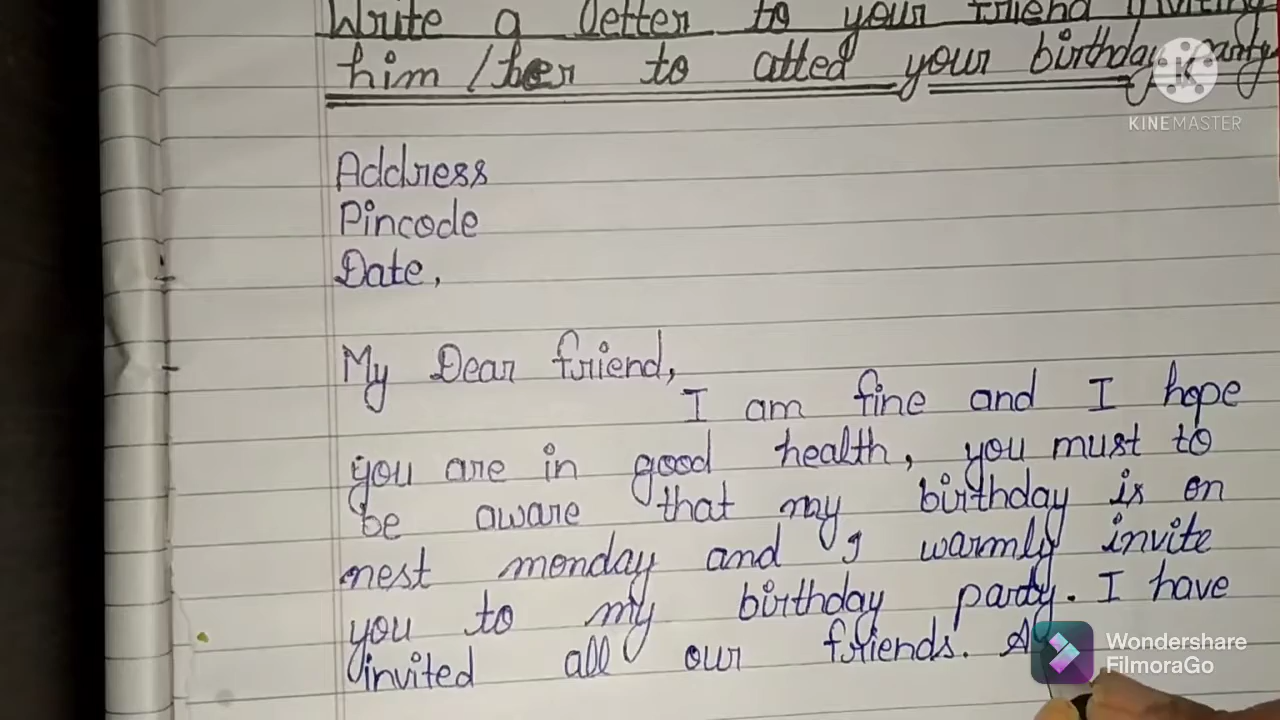 Write a letter to your friend inviting
him / her to atted your birthday party
KINEMASTER
Address
Pincode
Date,
My Dear friend,
I am fine and I hope
you are in good health, you must to
be aware that my birthday is on
nest monday and I warmly invite
you to my birthday party. I have
invited all our friends.
Wondershare
FilmoraGo